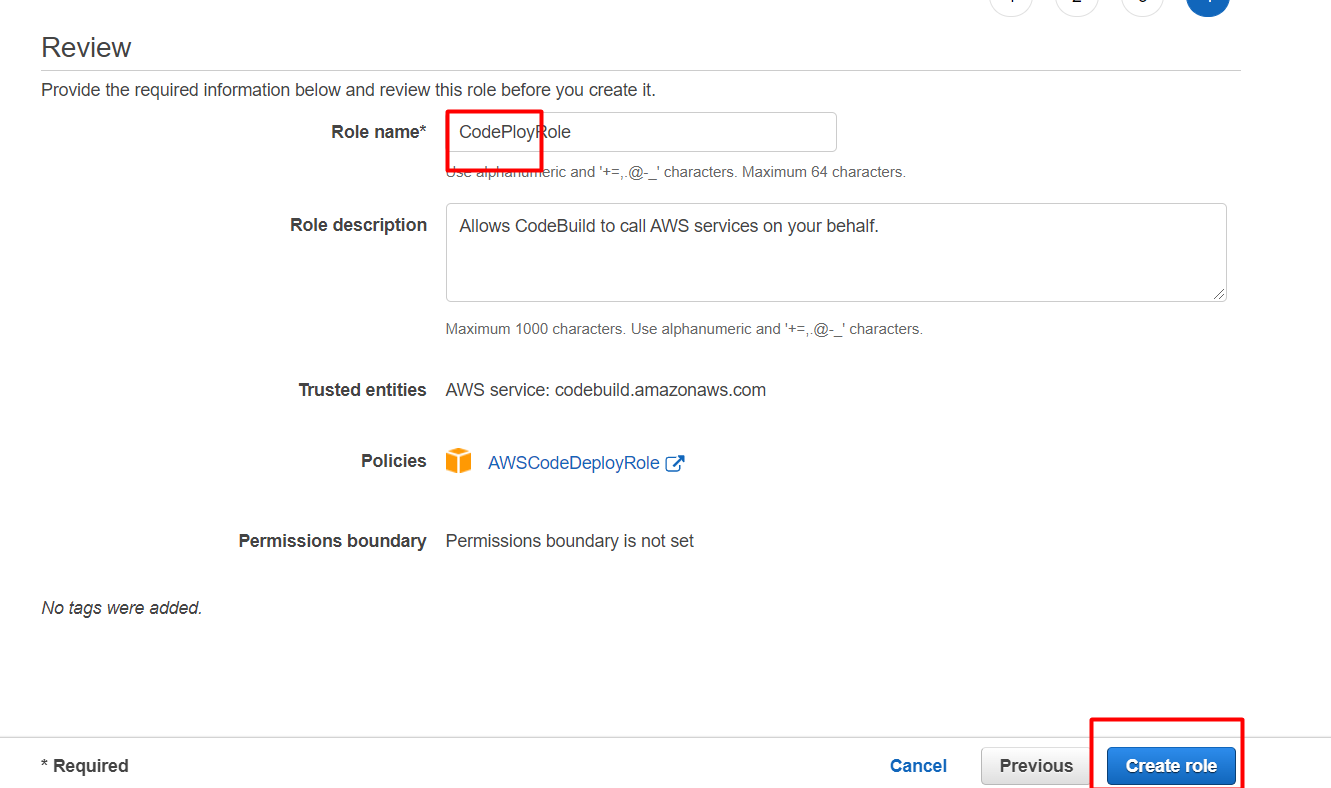 Review
Provide the required information below and review this role before you create it.
Role name* CodePloyRole
Use alphanumeric and '+=,.@-_' characters. Maximum 64 characters.
Role description Allows CodeBuild to call AWS services on your behalf.
Maximum 1000 characters. Use alphanumeric and '+=,.@-_' characters.
Trusted entities AWS service: codebuild.amazonaws.com
Policies AWSCodeDeployRole
Permissions boundary Permissions boundary is not set
No tags were added.
* Required Cancel Previous Create role